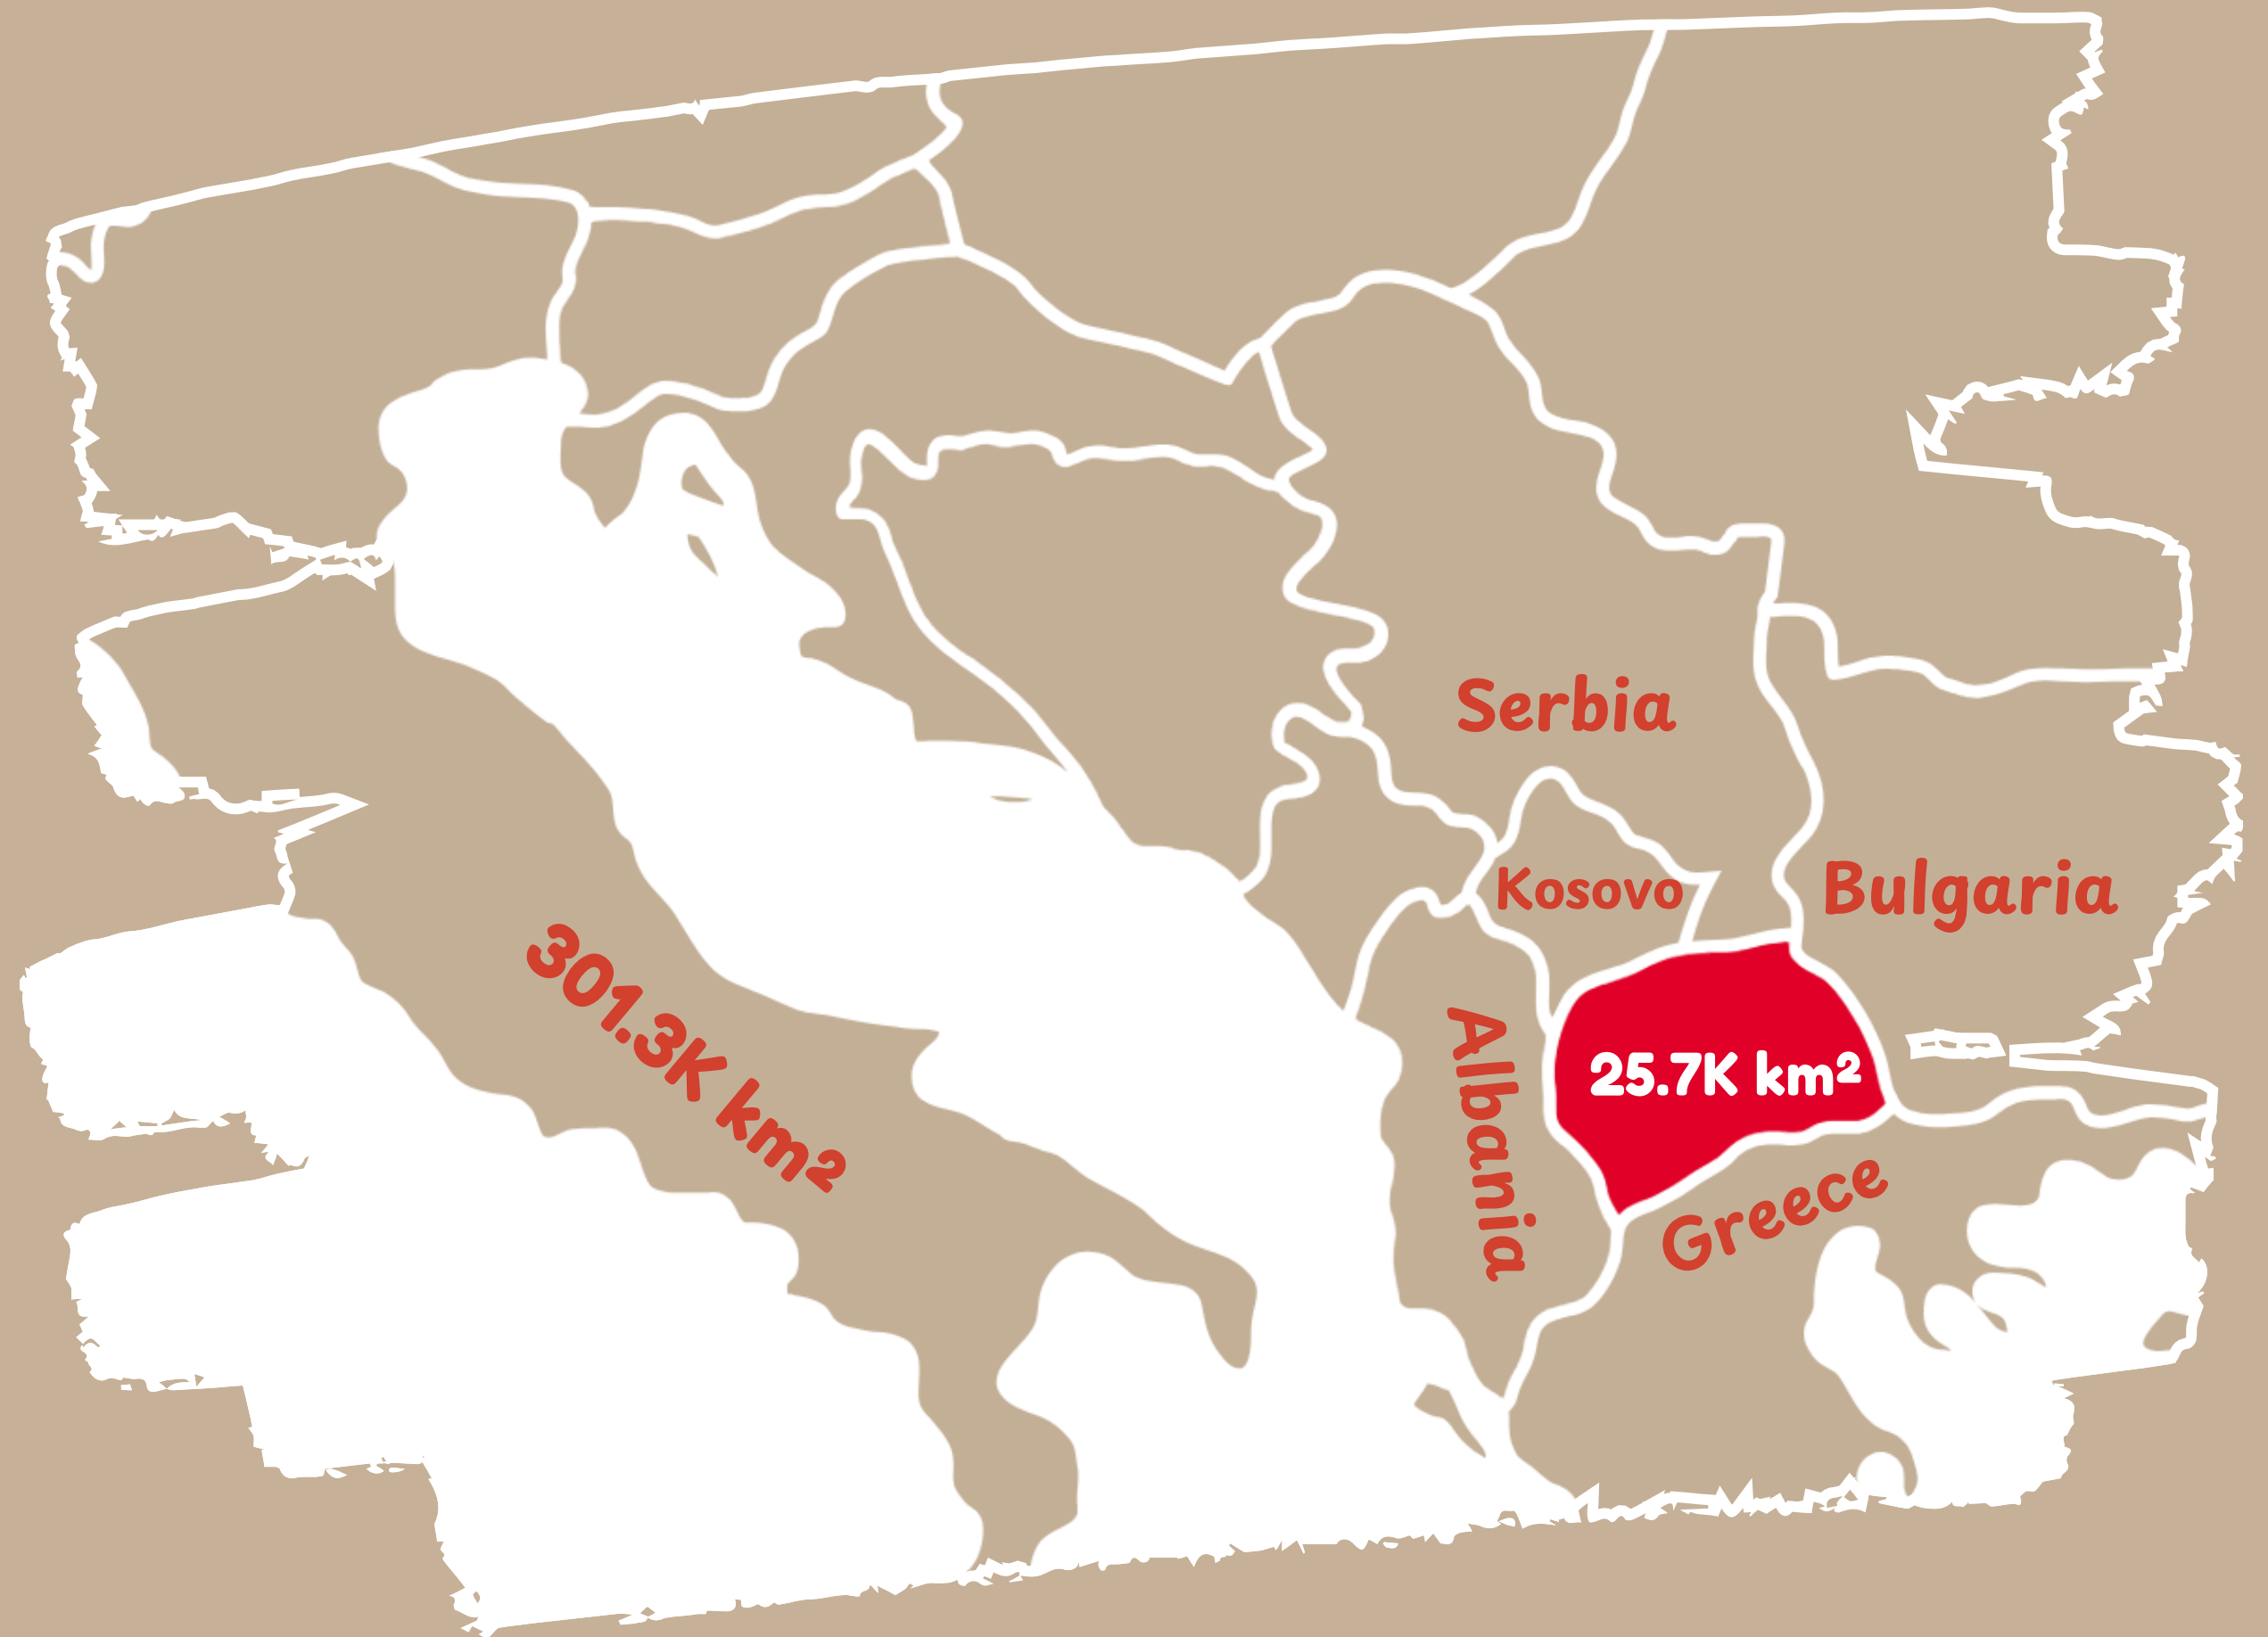 Serbia
Kosovo
Bulgaria
301.3K km2
Albania
25.7K km²
Greece